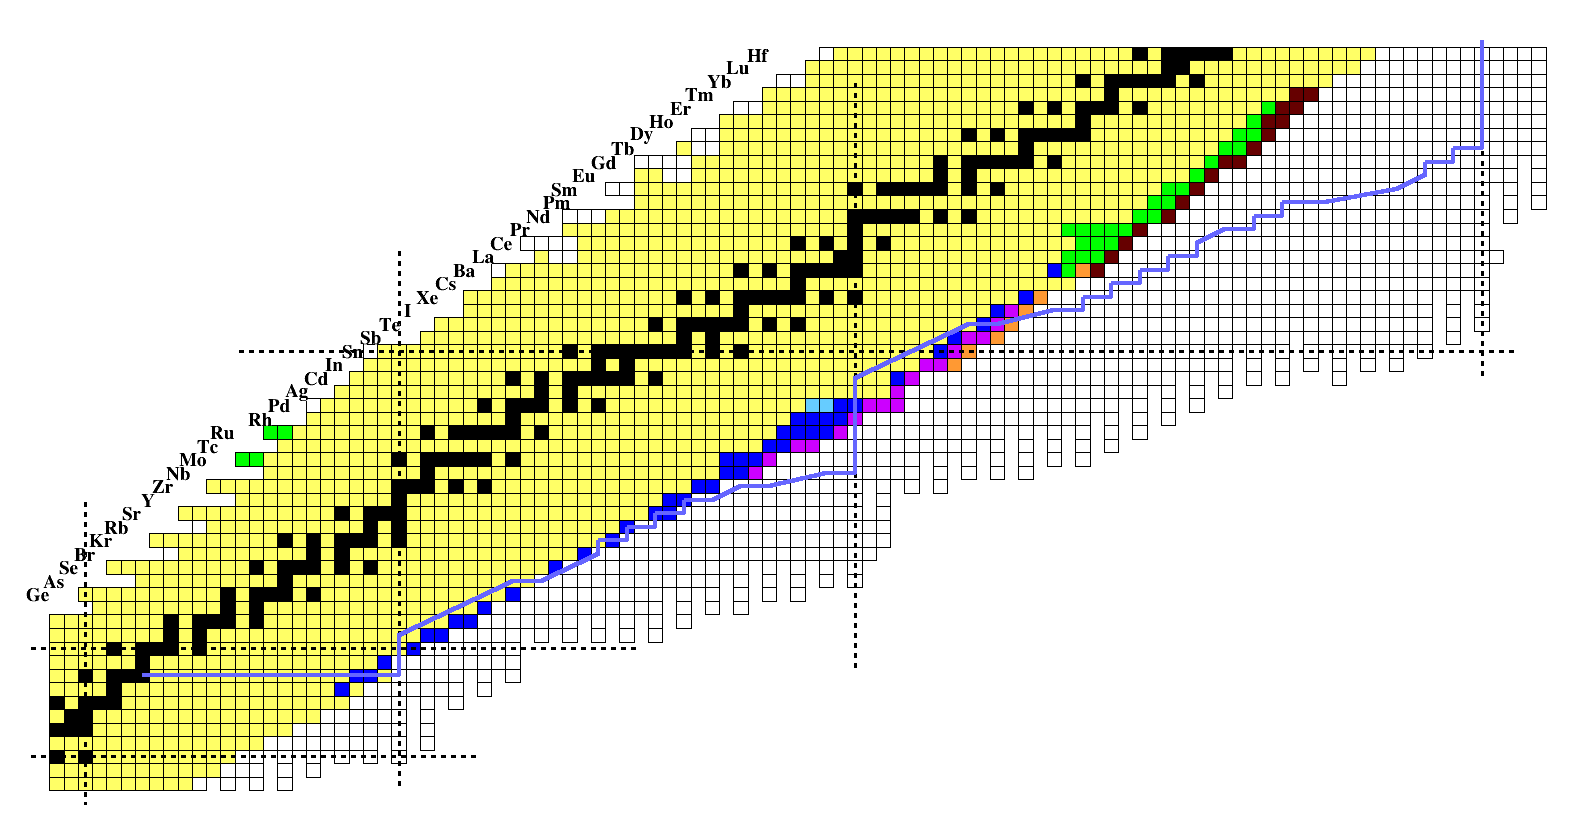 Hf
Lu
Yb
Tm
Er
Ho
Dy
Tb
Gd
Eu
Sm
Pm
Nd
Pr
Ce
La
Ba
Cs
Xe
I
Te
Sb
Sn
In
Cd
Ag
Pd
Rh
Ru
Tc
Mo
Nb
Zr
Y
Sr
Rb
Kr
Br
Se
As
Ge